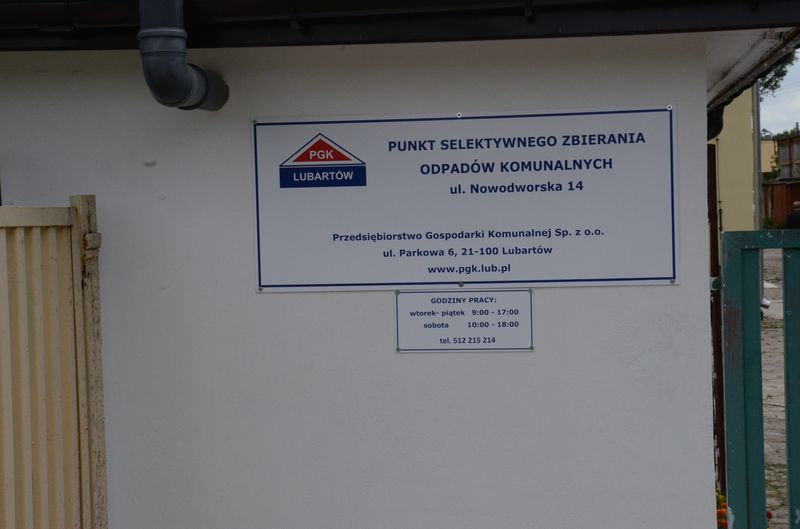 PGK
LUBARTÓW
PUNKT SELEKTYWNEGO ZBIERANIA
ODPADÓW KOMUNALNYCH
ul. Nowodworska 14
Przedsiębiorstwo Gospodarki Komunalnej Sp. z o.o.
ul. Parkowa 6, 21-100 Lubartów
www.pgk.lub.pl
GODZINY PRACY:
wtorek- piątek 9:00 - 17:00
sobota 10:00 - 18:00
tel. 512 215 214